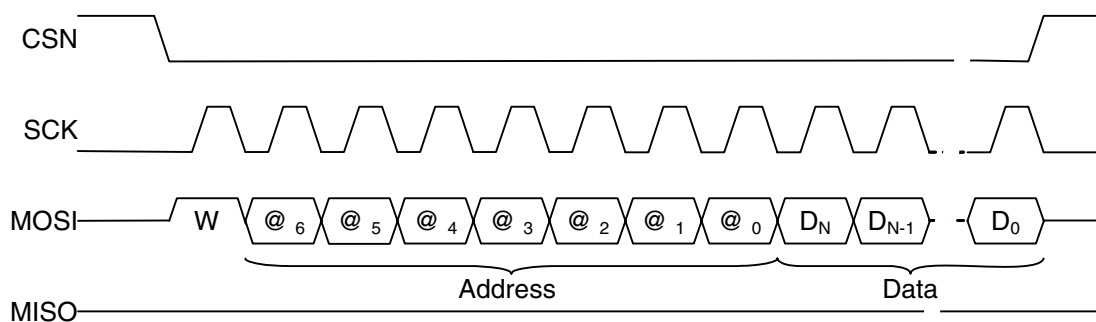 CSN
SCK
MOSI W @ 6 @ 5 @ 4 @ 3 @ 2 @ 1 @ 0 DN DN-1 D0
Address Data
MISO